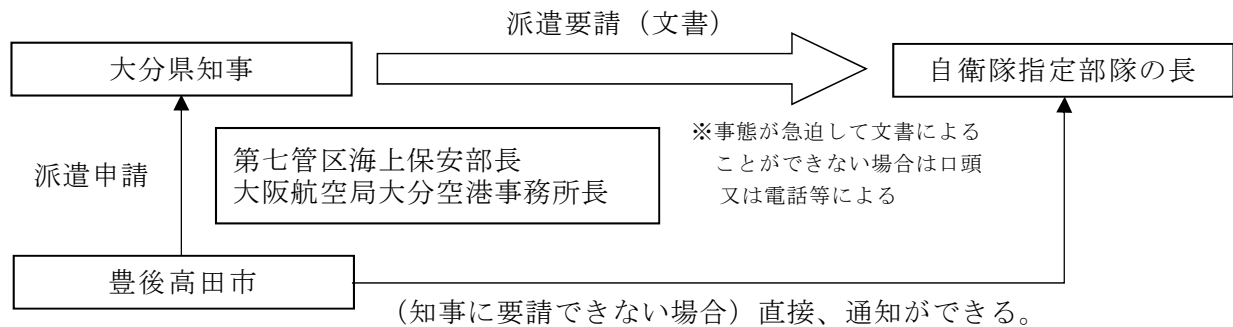 派遣要請（文書）
大分県知事
自衛隊指定部隊の長
※事態が急迫して文書による
ことができない場合は口頭
又は電話等による
派遣申請
第七管区海上保安部長
大阪航空局大分空港事務所長
豊後高田市
（知事に要請できない場合）直接、通知ができる。